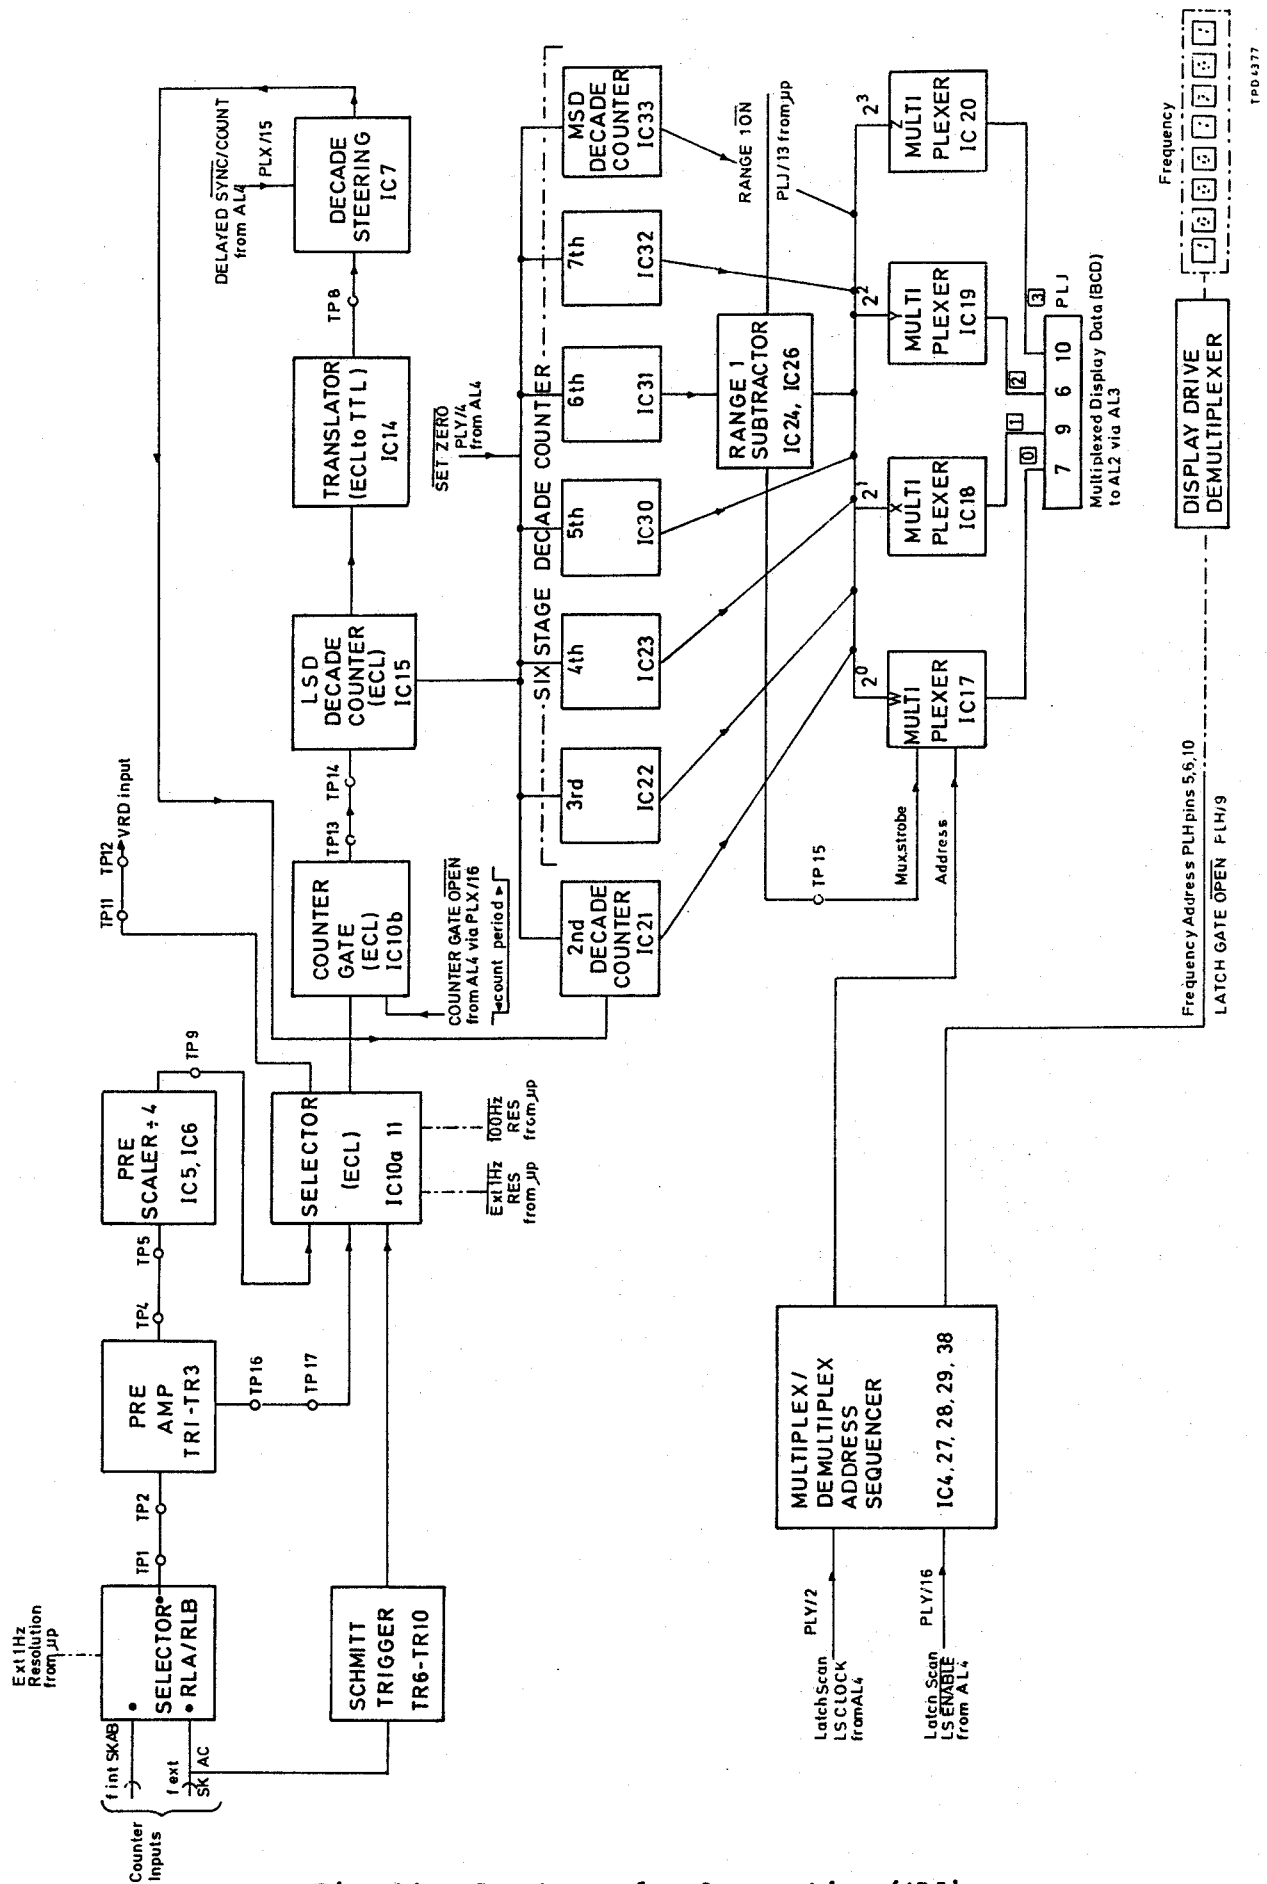 Ext 1Hz
Resolution
from μp
Counter
Inputs
f int SKAB
f ext
SK AC
SELECTOR
RLA/RLB
TP1
TP2
PRE
AMP
TR1-TR3
TP4
TP5
PRE
SCALER ÷ 4
IC5, IC6
TP9
TP16
TP17
SCHMITT
TRIGGER
TR6-TR10
SELECTOR
(ECL)
IC10a 11
Ext 1Hz
RES
from μp
100Hz
RES
from μp
TP11
TP12
VRD input
COUNTER
GATE
(ECL)
IC10b
COUNTER GATE OPEN
from AL4 via PLX/16
count period
TP13
TP14
LSD
DECADE
COUNTER
(ECL)
IC15
TRANSLATOR
(ECL to TTL)
IC14
TP8
DECADE
STEERING
IC7
DELAYED SYNC/COUNT
from AL4
PLX/15
SET ZERO
PLY/4
from AL4
SIX STAGE DECADE COUNTER
2nd
DECADE
COUNTER
IC21
3rd
IC22
4th
IC23
5th
IC30
6th
IC31
7th
IC32
MSD
DECADE
COUNTER
IC33
RANGE 1
SUBTRACTOR
IC24, IC26
RANGE 1 ON
PLJ/13 from μp
TP15
Mux.strobe
Address
2⁰
W
MULTI
PLEXER
IC17
2¹
X
MULTI
PLEXER
IC18
2²
Y
MULTI
PLEXER
IC19
2³
Z
MULTI
PLEXER
IC 20
0
1
2
3
7 9 6 10 PLJ
Multiplexed Display Data (BCD)
to AL2 via AL3
Latch Scan
LS CLOCK
from AL4
PLY/2
Latch Scan
LS ENABLE
from AL4
PLY/16
MULTIPLEX/
DEMULTIPLEX
ADDRESS
SEQUENCER
IC4, 27, 28, 29, 38
Frequency Address PLH pins 5,6,10
LATCH GATE OPEN PLH/9
DISPLAY DRIVE
DEMULTIPLEXER
Frequency
TPD 4377